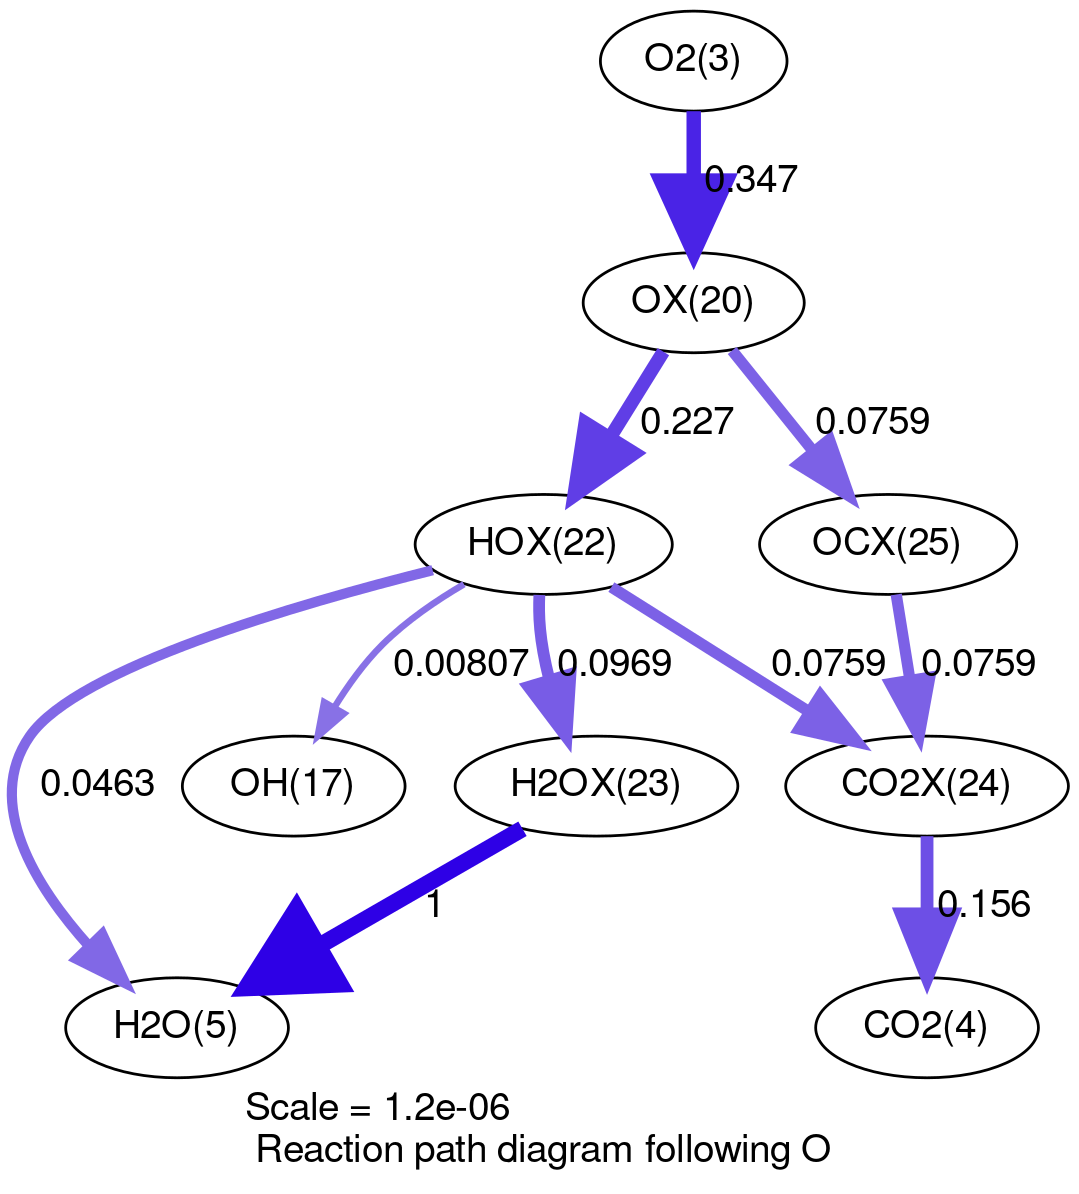 O2(3)
0.347
OX(20)
0.227
0.0759
HOX(22)
OCX(25)
0.00807
0.0969
0.0759
0.0759
0.0463
OH(17)
H2OX(23)
CO2X(24)
1
0.156
H2O(5)
CO2(4)
Scale = 1.2e-06
Reaction path diagram following O